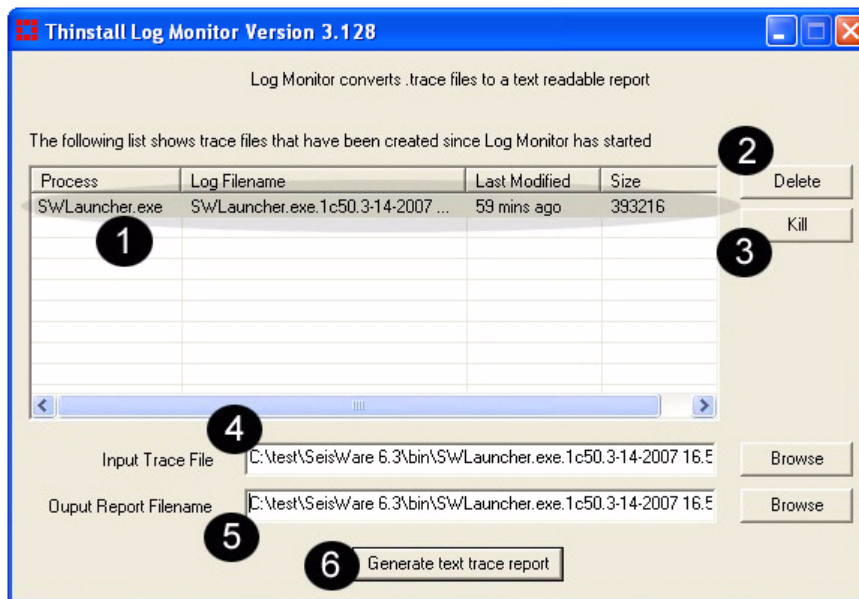 Thinstall Log Monitor Version 3.128
Log Monitor converts .trace files to a text readable report
The following list shows trace files that have been created since Log Monitor has started
2
Process Log Filename Last Modified Size Delete
SWLauncher.exe SWLauncher.exe.1c50.3-14-2007 ... 59 mins ago 393216
Kill
1
3
4
Input Trace File C:\test\SeisWare 6.3\bin\SWLauncher.exe.1c50.3-14-2007 16.5 Browse
Ouput Report Filename C:\test\SeisWare 6.3\bin\SWLauncher.exe.1c50.3-14-2007 16.5 Browse
5
6 Generate text trace report